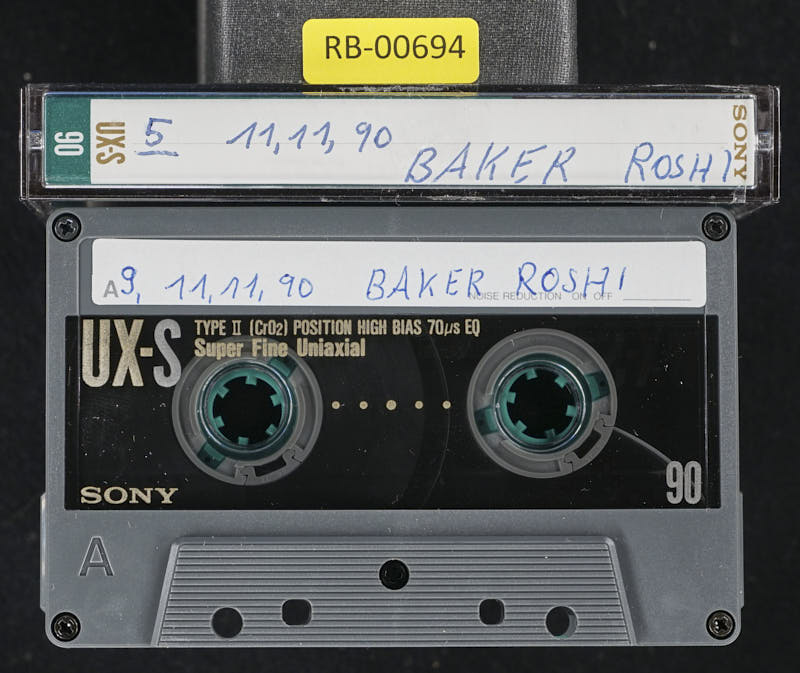 RB-00694
90 UX-S 5 11,11,90 BAKER ROSHI SONY
A 9, 11,11,90 BAKER ROSHI
NOISE REDUCTION ON OFF
UX-S TYPE II (CrO2) POSITION HIGH BIAS 70µs EQ
Super Fine Uniaxial
SONY 90
A